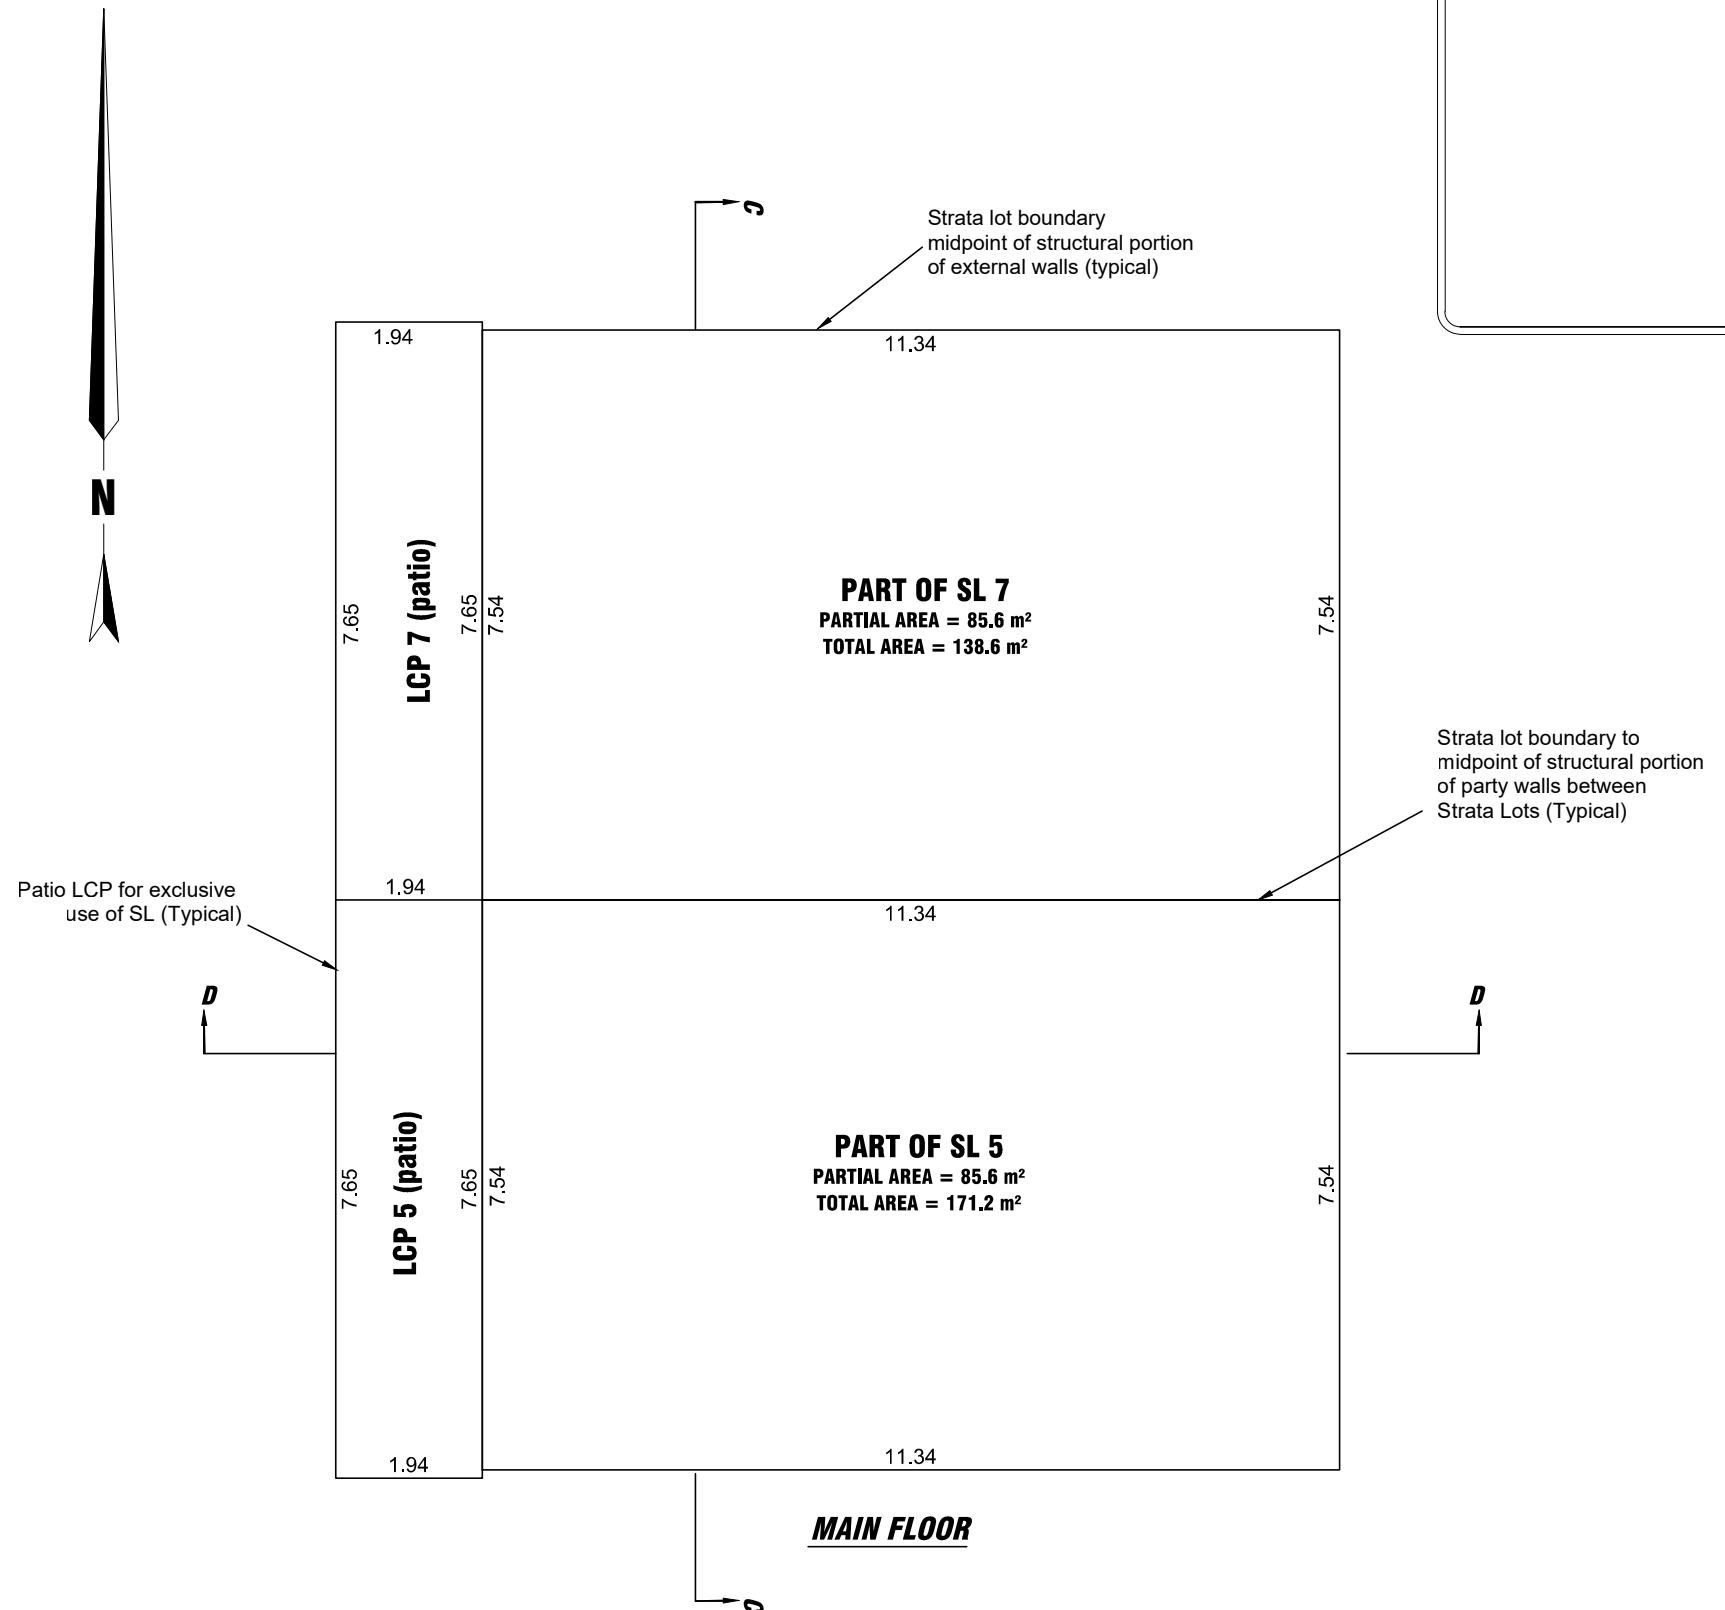 C
Strata lot boundary
midpoint of structural portion
of external walls (typical)
1.94
11.34
N
7.65
LCP 7 (patio)
7.65
7.54
PART OF SL 7
PARTIAL AREA = 85.6 m²
TOTAL AREA = 138.6 m²
7.54
Strata lot boundary to
midpoint of structural portion
of party walls between
Strata Lots (Typical)
Patio LCP for exclusive
use of SL (Typical)
1.94
11.34
D
D
7.65
LCP 5 (patio)
7.65
7.54
PART OF SL 5
PARTIAL AREA = 85.6 m²
TOTAL AREA = 171.2 m²
7.54
1.94
11.34
MAIN FLOOR
C